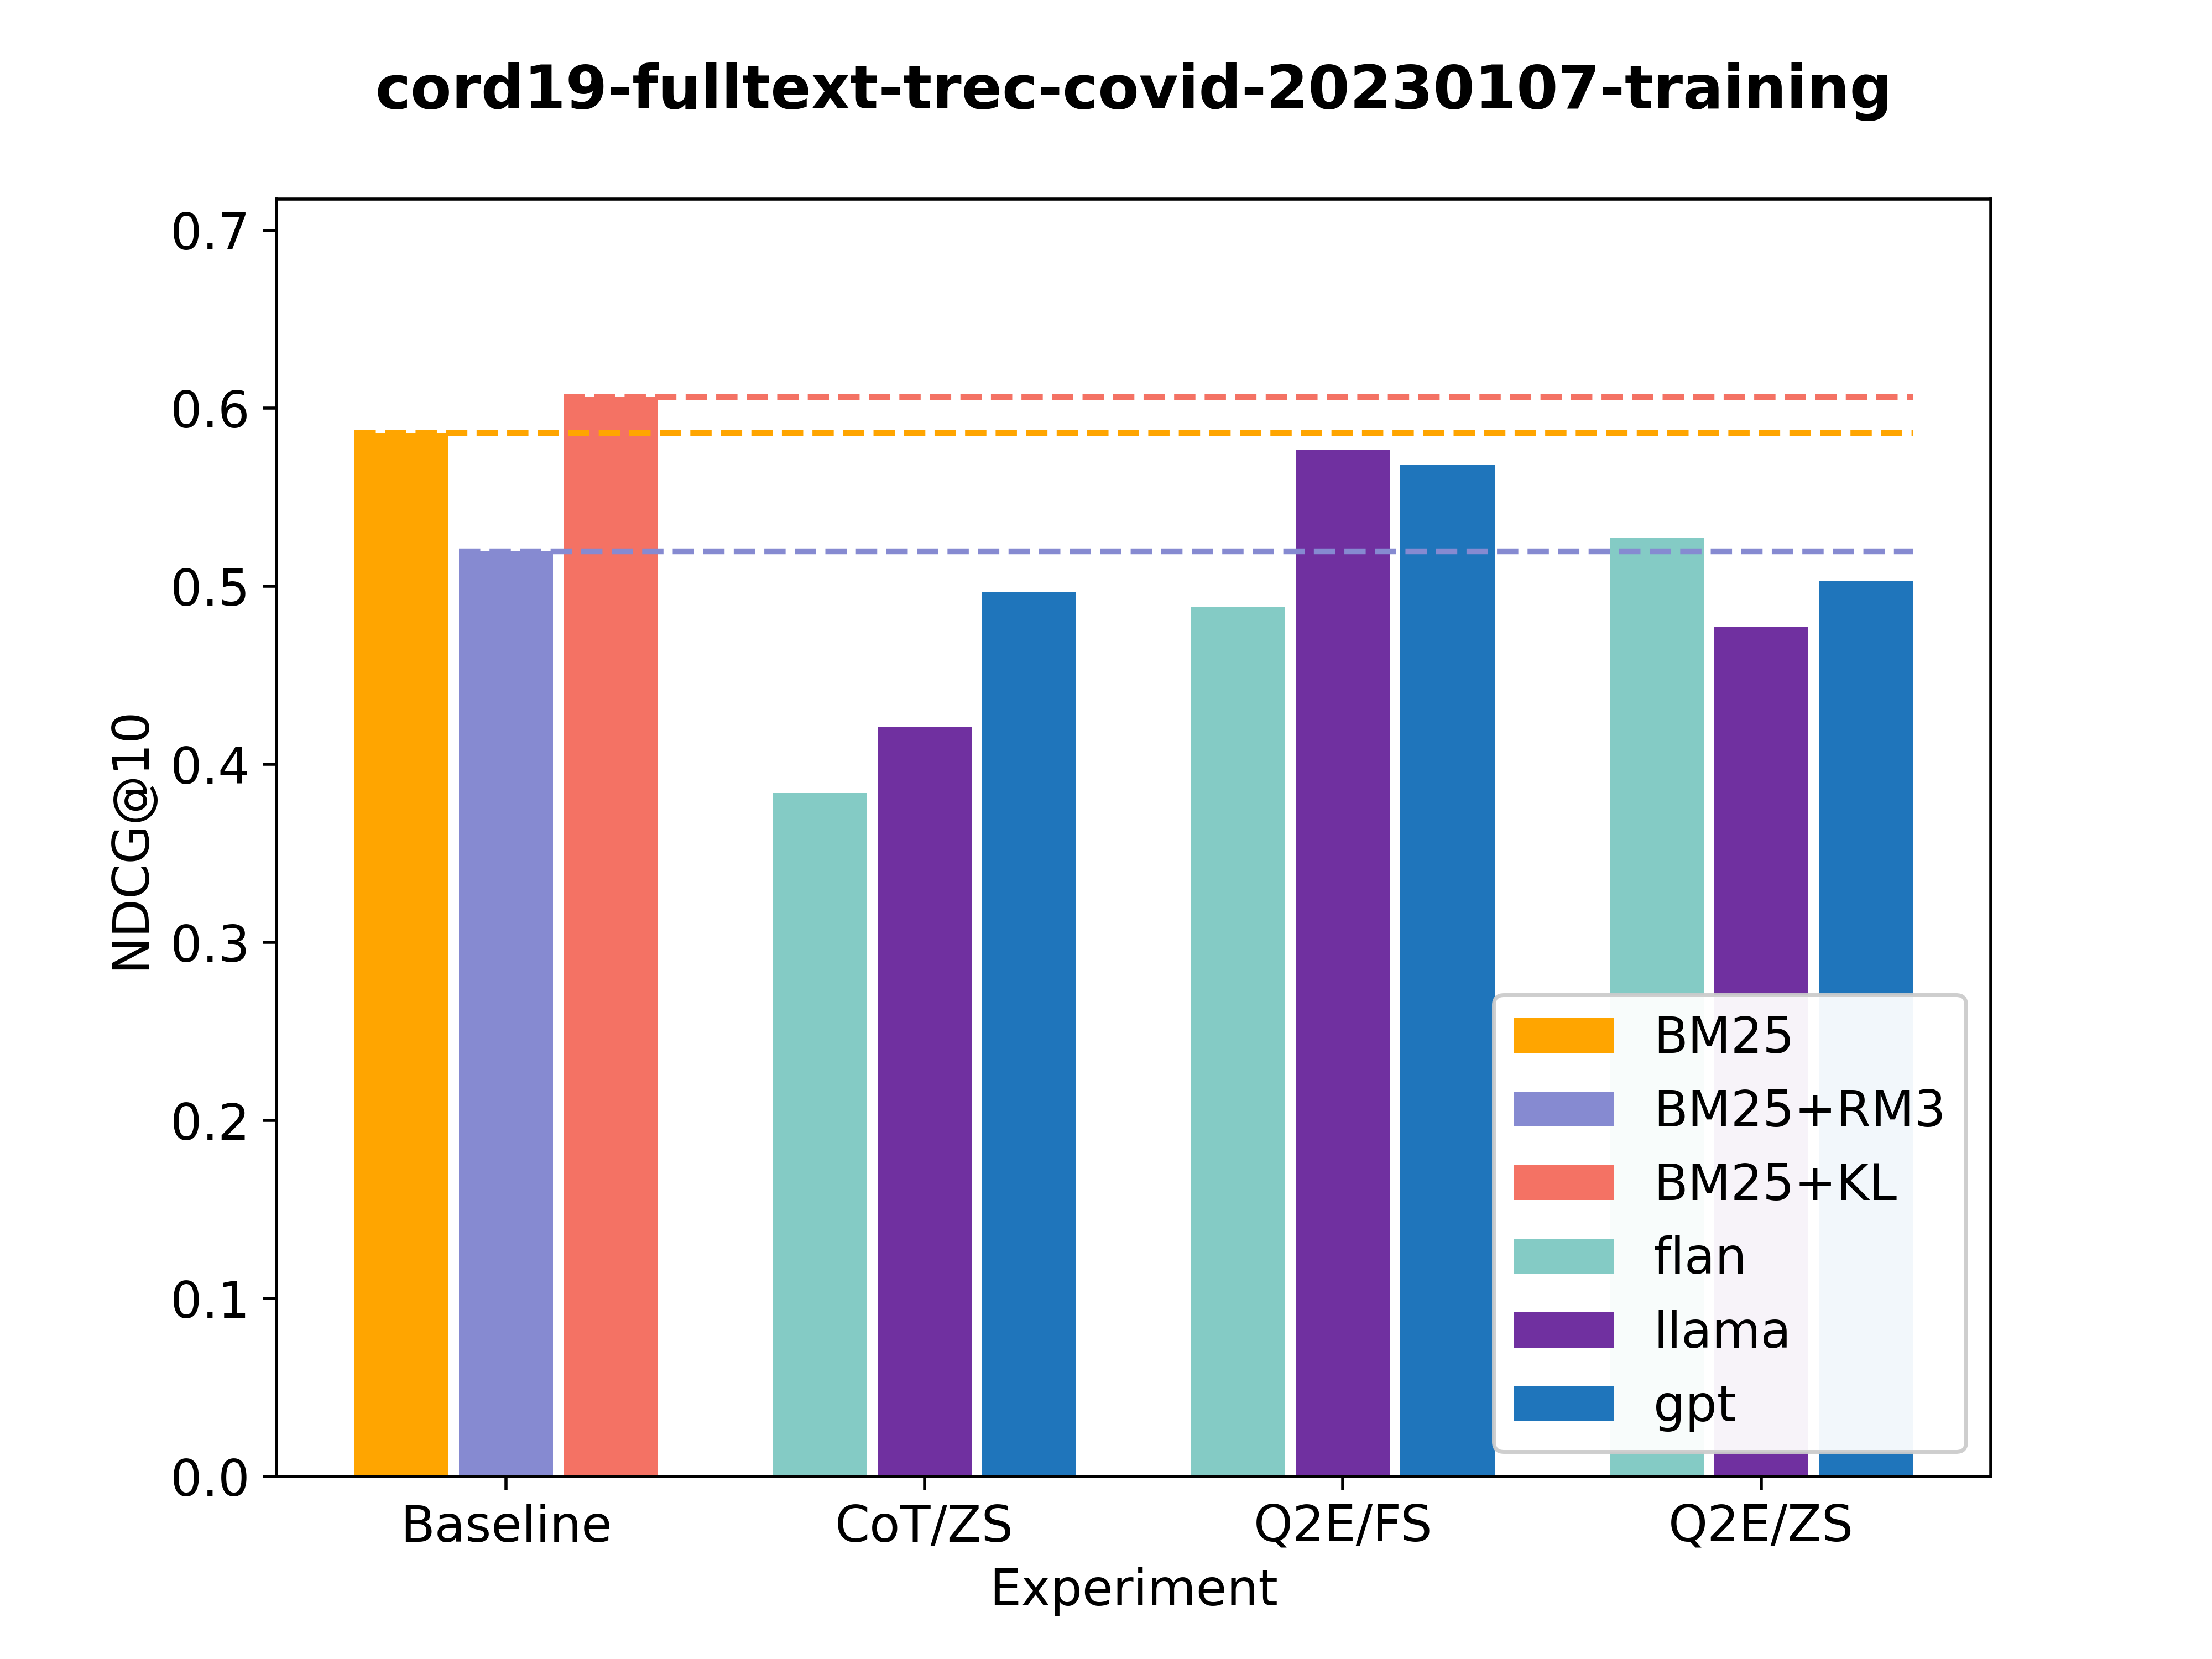 cord19-fulltext-trec-covid-20230107-training
NDCG@10
0.7
0.6
0.5
0.4
0.3
0.2
0.1
0.0
BM25
BM25+RM3
BM25+KL
flan
llama
gpt
Baseline
CoT/ZS
Q2E/FS
Q2E/ZS
Experiment